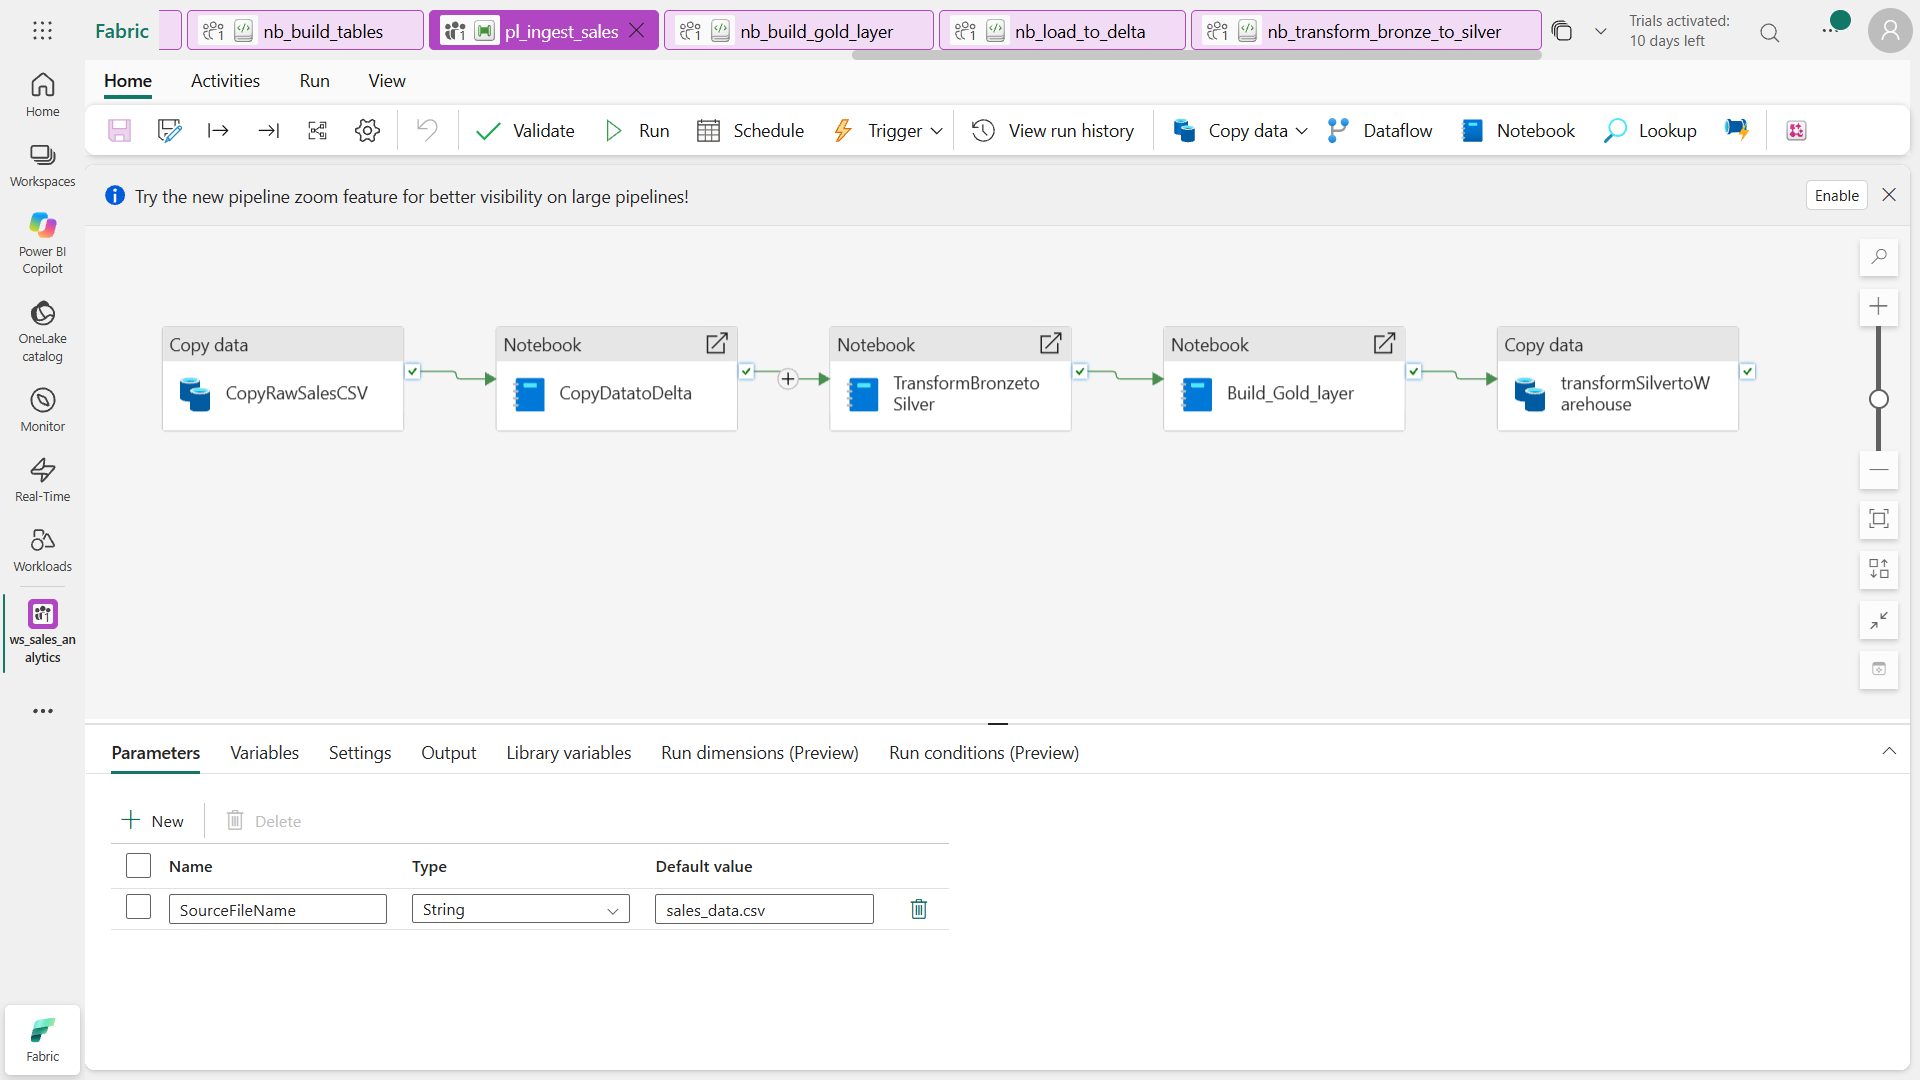 Fabric
nb_build_tables
pl_ingest_sales
nb_build_gold_layer
nb_load_to_delta
nb_transform_bronze_to_silver
Trials activated:
10 days left
Home
Activities
Run
View
Validate
Run
Schedule
Trigger
View run history
Copy data
Dataflow
Notebook
Lookup
Try the new pipeline zoom feature for better visibility on large pipelines!
Enable
Home
Workspaces
Power BI
Copilot
OneLake
catalog
Monitor
Real-Time
Workloads
ws_sales_an
alytics
Fabric
Copy data
CopyRawSalesCSV
Notebook
CopyDatatoDelta
Notebook
TransformBronzeto
Silver
Notebook
Build_Gold_layer
Copy data
transformSilvertoW
arehouse
Parameters
Variables
Settings
Output
Library variables
Run dimensions (Preview)
Run conditions (Preview)
New
Delete
Name
Type
Default value
SourceFileName
String
sales_data.csv